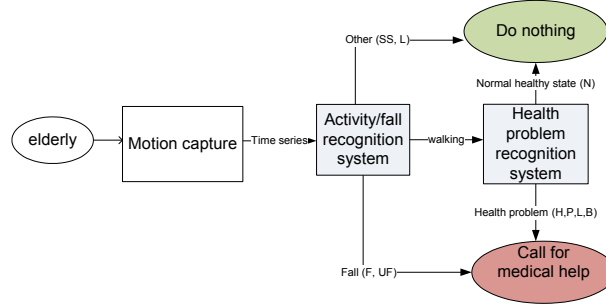 Do nothing
Other (SS, L)
Normal healthy state (N)
elderly
Motion capture
Time series
Activity/fall
recognition
system
walking
Health
problem
recognition
system
Health problem (H,P,L,B)
Fall (F, UF)
Call for
medical help